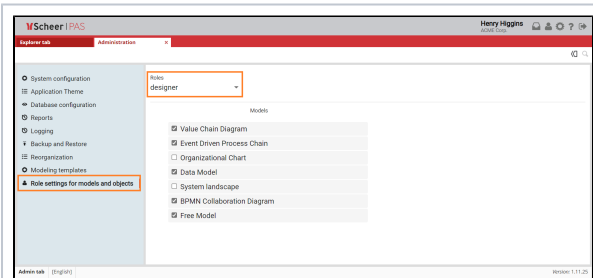 Scheer PAS
Henry Higgins
ACME Corp.
Explorer tab
Administration
×
System configuration
Application Theme
Database configuration
Reports
Logging
Backup and Restore
Reorganization
Modeling templates
Role settings for models and objects
Roles
designer
Models
Value Chain Diagram
Event Driven Process Chain
Organizational Chart
Data Model
System landscape
BPMN Collaboration Diagram
Free Model
Admin tab [English]
Version: 1.11.25